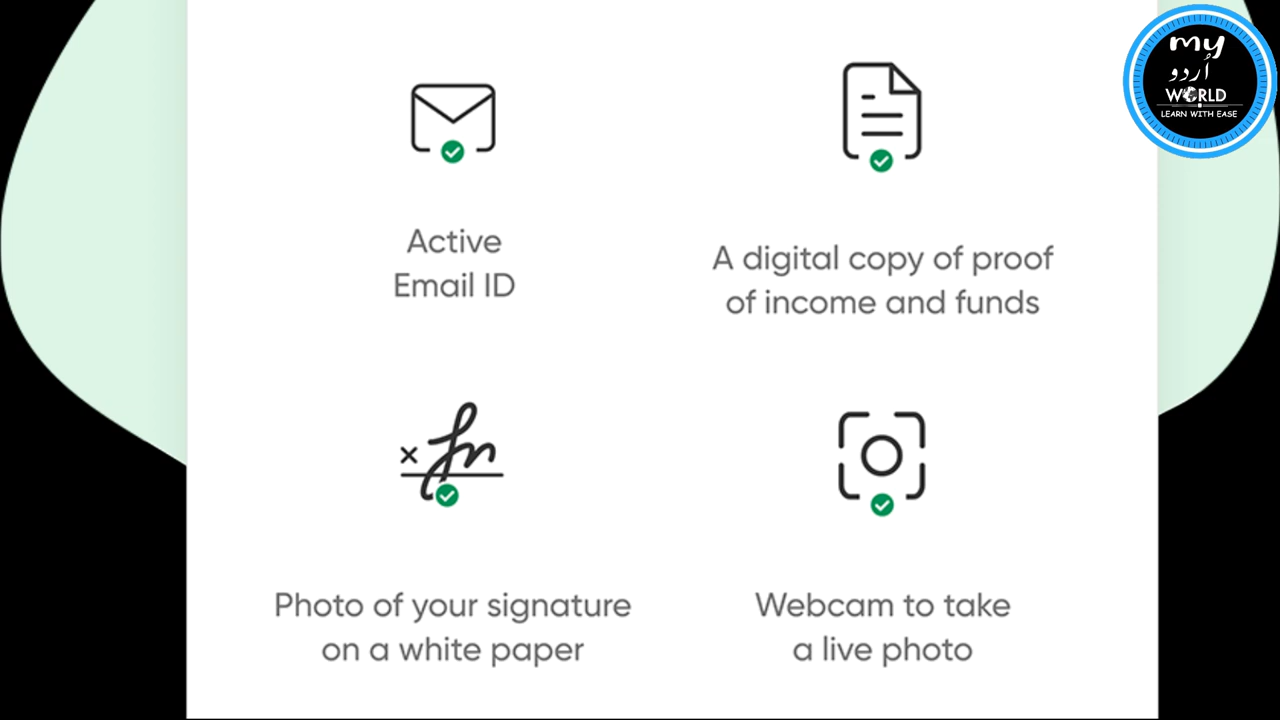 my
اُردو
WORLD
LEARN WITH EASE
Active
Email ID
A digital copy of proof
of income and funds
Photo of your signature
on a white paper
Webcam to take
a live photo